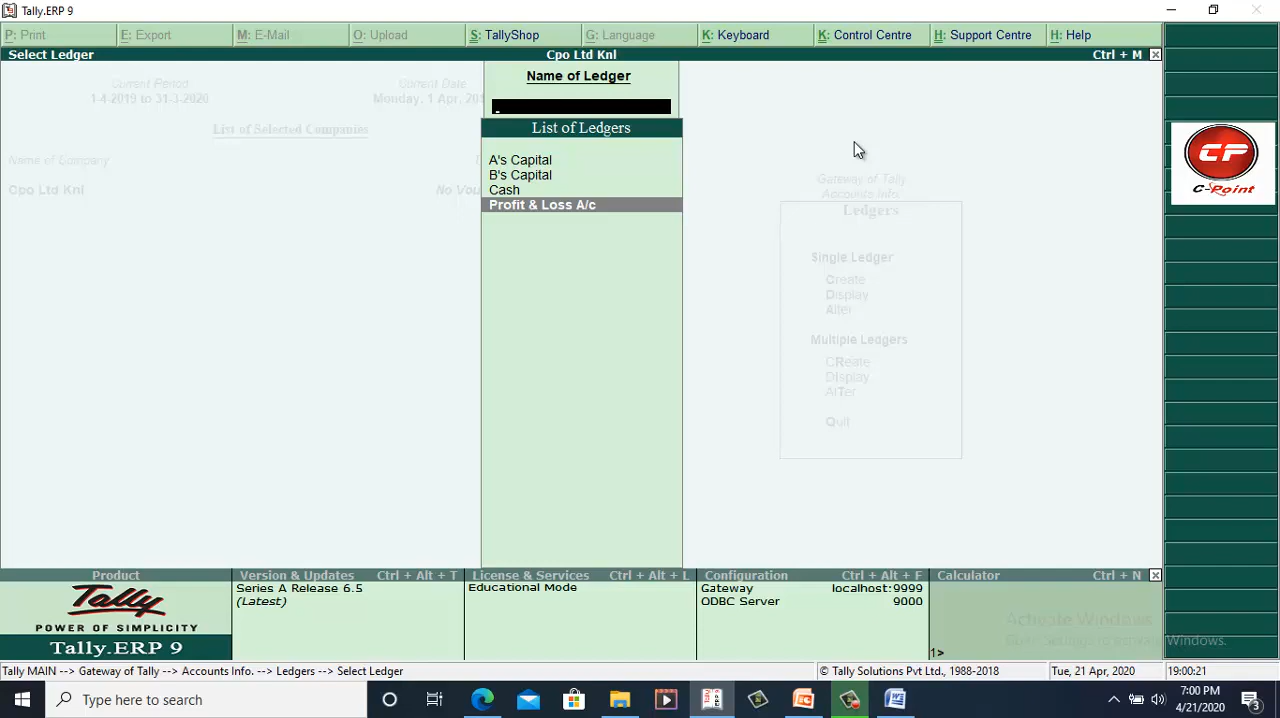 Tally.ERP 9
P: Print E: Export M: E-Mail O: Upload S: TallyShop G: Language K: Keyboard K: Control Centre H: Support Centre H: Help
Select Ledger Cpo Ltd Knl Ctrl + M
Current Period Current Date
1-4-2019 to 31-3-2020 Monday, 1 Apr, 201
List of Selected Companies
Name of Company
Cpo Ltd Knl No Vou
Name of Ledger
List of Ledgers
A's Capital
B's Capital
Cash
Profit & Loss A/c
Gateway of Tally
Accounts Info.
Ledgers
Single Ledger
Create
Display
Alter
Multiple Ledgers
CReate
DIsplay
AlTer
Quit
CP
C-Point
Product Version & Updates Ctrl + Alt + T License & Services Ctrl + Alt + L Configuration Ctrl + Alt + F Calculator Ctrl + N
Tally
POWER OF SIMPLICITY
Tally.ERP 9
Series A Release 6.5
(Latest)
Educational Mode
Gateway localhost:9999
ODBC Server 9000
1>
Activate Windows
Windows.
Tally MAIN --> Gateway of Tally --> Accounts Info. --> Ledgers --> Select Ledger © Tally Solutions Pvt Ltd., 1988-2018 Tue, 21 Apr, 2020 19:00:21
Type here to search
7:00 PM
4/21/2020
3